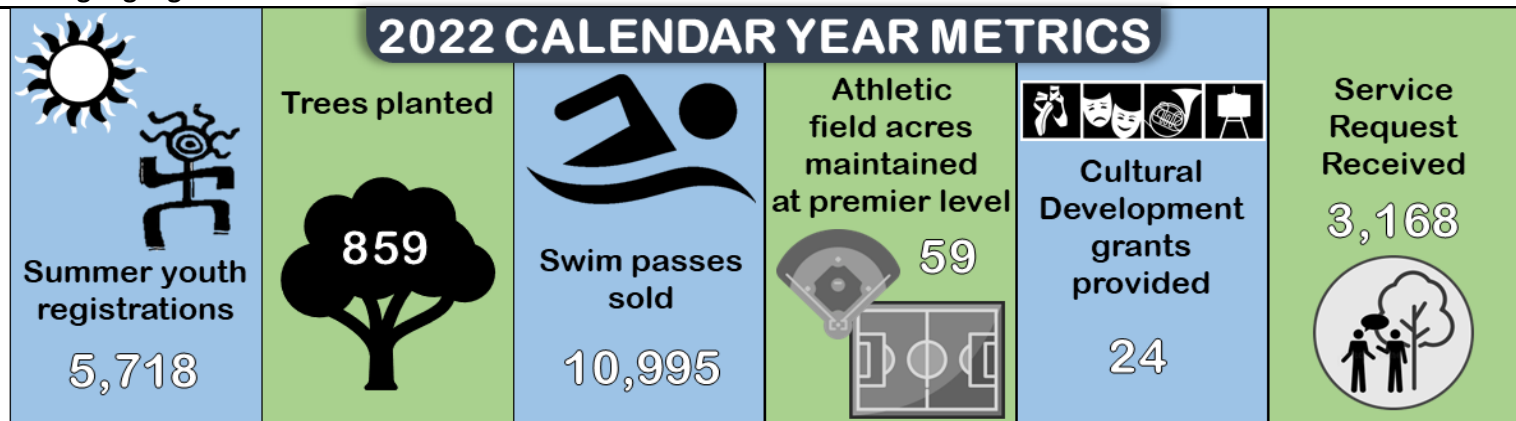 2022 CALENDAR YEAR METRICS
Summer youth
registrations
5,718
Trees planted
859
Swim passes
sold
10,995
Athletic
field acres
maintained
at premier level
59
Cultural
Development
grants
provided
24
Service
Request
Received
3,168